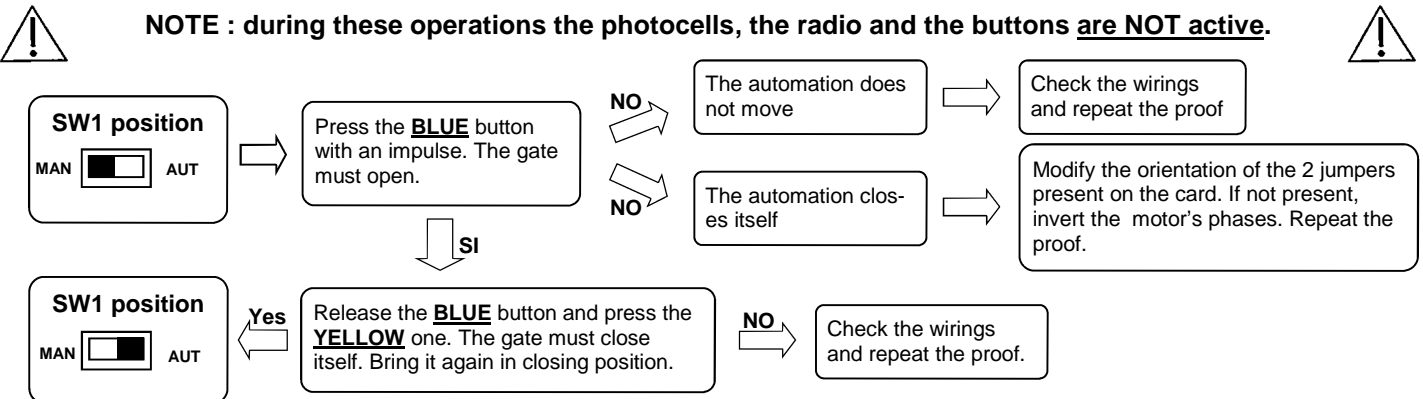 NOTE : during these operations the photocells, the radio and the buttons are NOT active.
SW1 position
MAN AUT
Press the BLUE button
with an impulse. The gate
must open.
NO
The automation does
not move
Check the wirings
and repeat the proof
NO
The automation clos-
es itself
Modify the orientation of the 2 jumpers
present on the card. If not present,
invert the motor's phases. Repeat the
proof.
SI
Release the BLUE button and press the
YELLOW one. The gate must close
itself. Bring it again in closing position.
Yes
SW1 position
MAN AUT
NO
Check the wirings
and repeat the proof.